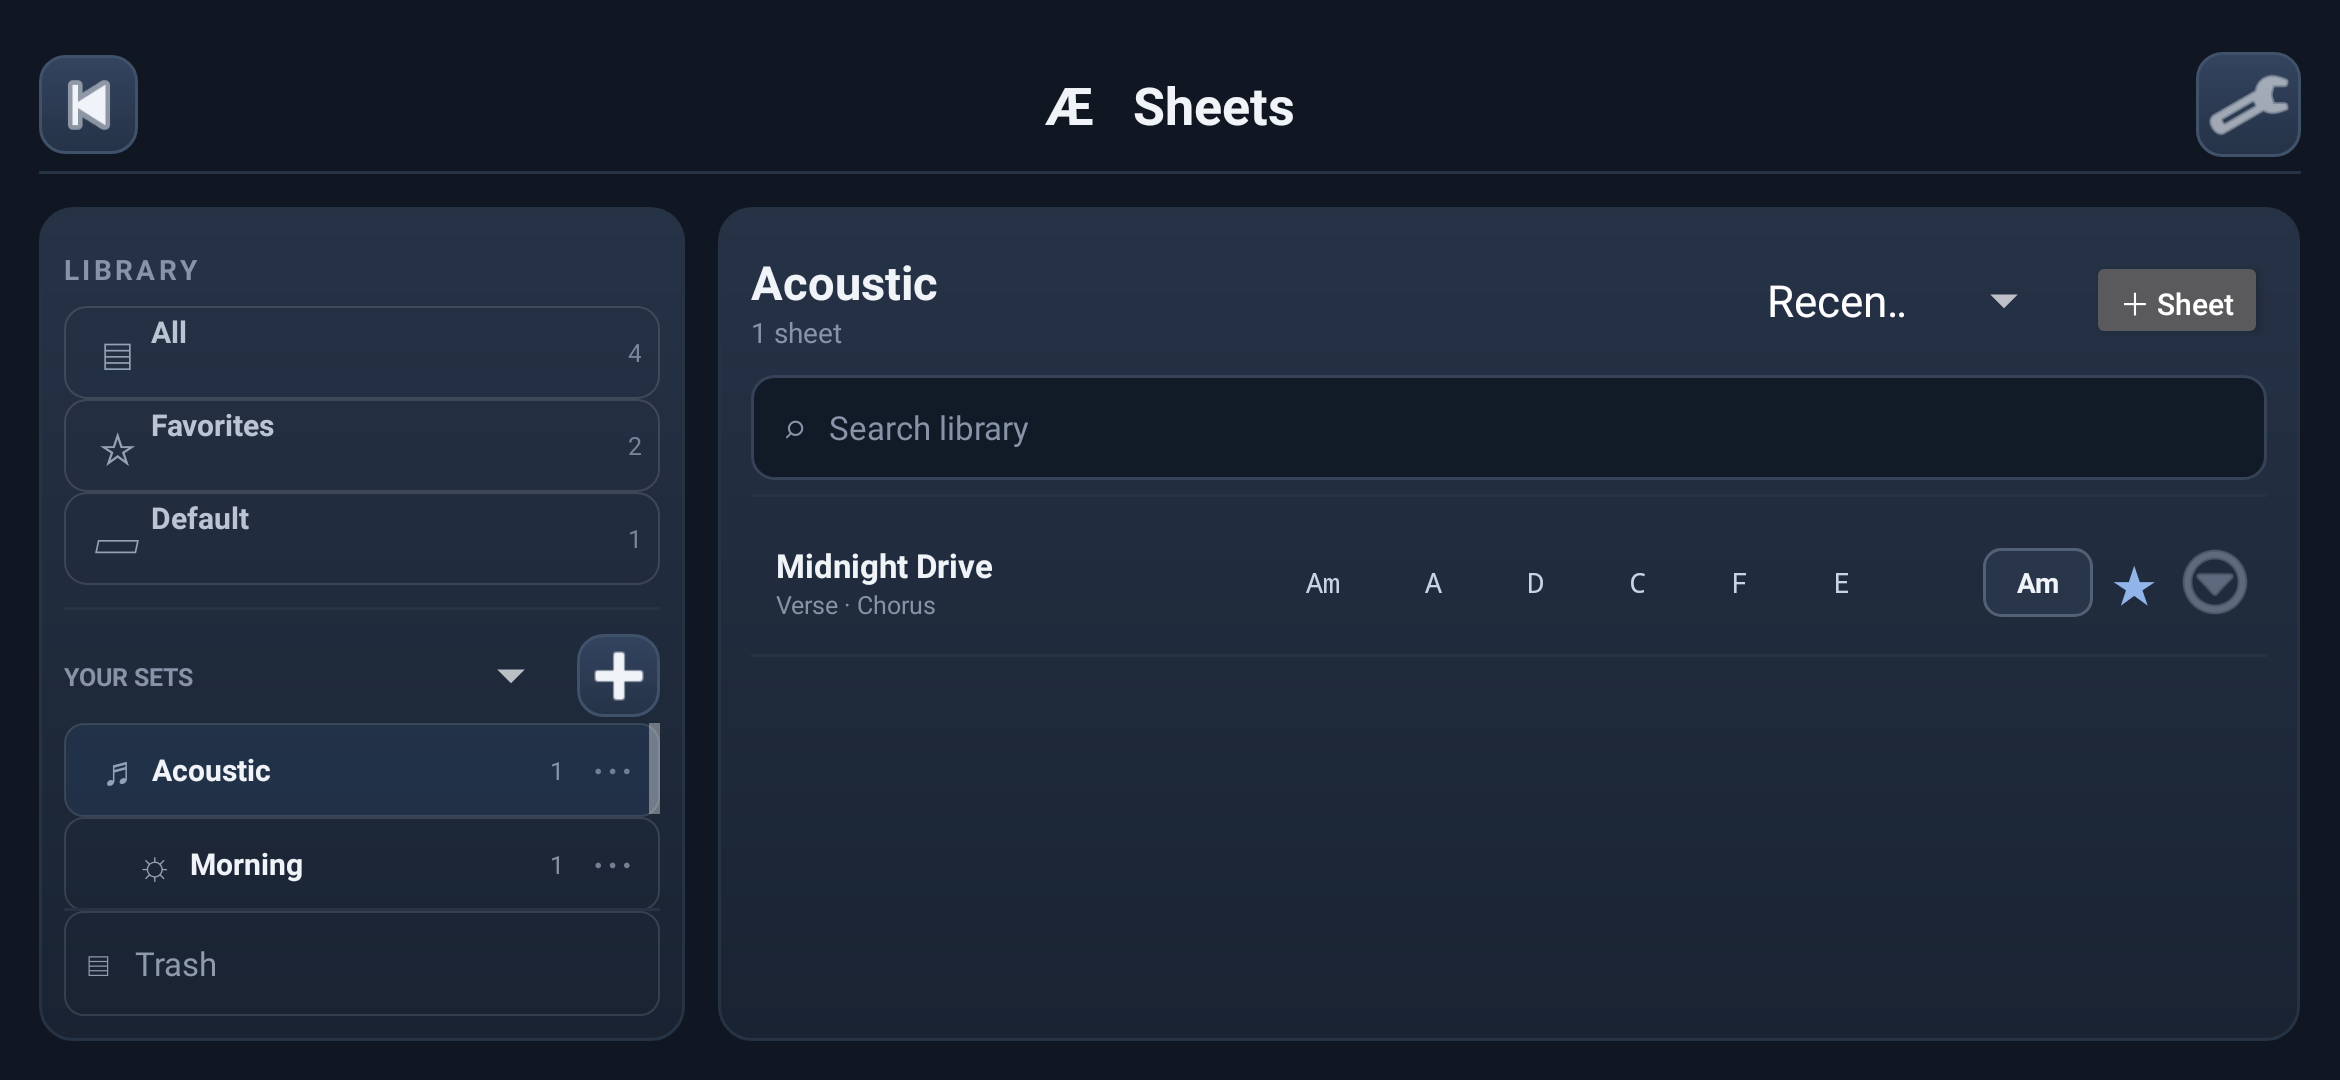 Æ Sheets
LIBRARY
All
4
Favorites
2
Default
1
YOUR SETS
Acoustic 1 ···
Morning 1 ···
Trash
Acoustic
1 sheet
Recen..
+ Sheet
Search library
Midnight Drive
Verse · Chorus
Am A D C F E
Am